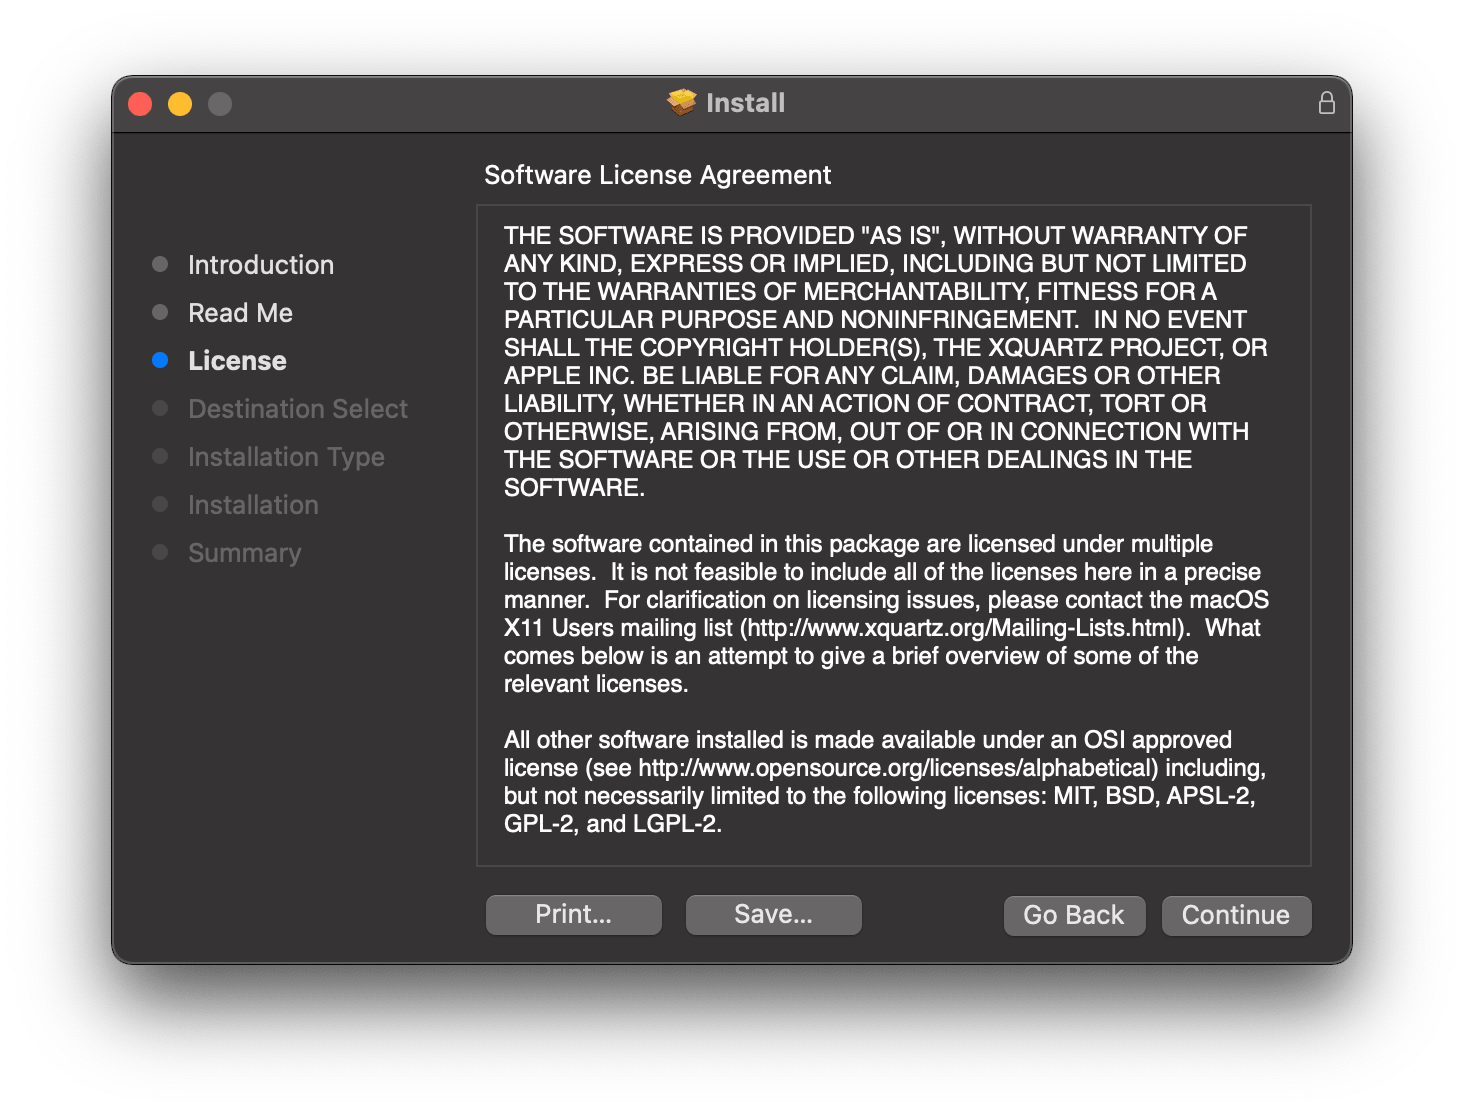 Install
Software License Agreement
Introduction
Read Me
License
Destination Select
Installation Type
Installation
Summary
THE SOFTWARE IS PROVIDED "AS IS", WITHOUT WARRANTY OF
ANY KIND, EXPRESS OR IMPLIED, INCLUDING BUT NOT LIMITED
TO THE WARRANTIES OF MERCHANTABILITY, FITNESS FOR A
PARTICULAR PURPOSE AND NONINFRINGEMENT.  IN NO EVENT
SHALL THE COPYRIGHT HOLDER(S), THE XQUARTZ PROJECT, OR
APPLE INC. BE LIABLE FOR ANY CLAIM, DAMAGES OR OTHER
LIABILITY, WHETHER IN AN ACTION OF CONTRACT, TORT OR
OTHERWISE, ARISING FROM, OUT OF OR IN CONNECTION WITH
THE SOFTWARE OR THE USE OR OTHER DEALINGS IN THE
SOFTWARE.
The software contained in this package are licensed under multiple
licenses.  It is not feasible to include all of the licenses here in a precise
manner.  For clarification on licensing issues, please contact the macOS
X11 Users mailing list (http://www.xquartz.org/Mailing-Lists.html).  What
comes below is an attempt to give a brief overview of some of the
relevant licenses.
All other software installed is made available under an OSI approved
license (see http://www.opensource.org/licenses/alphabetical) including,
but not necessarily limited to the following licenses: MIT, BSD, APSL-2,
GPL-2, and LGPL-2.
Print...
Save...
Go Back
Continue